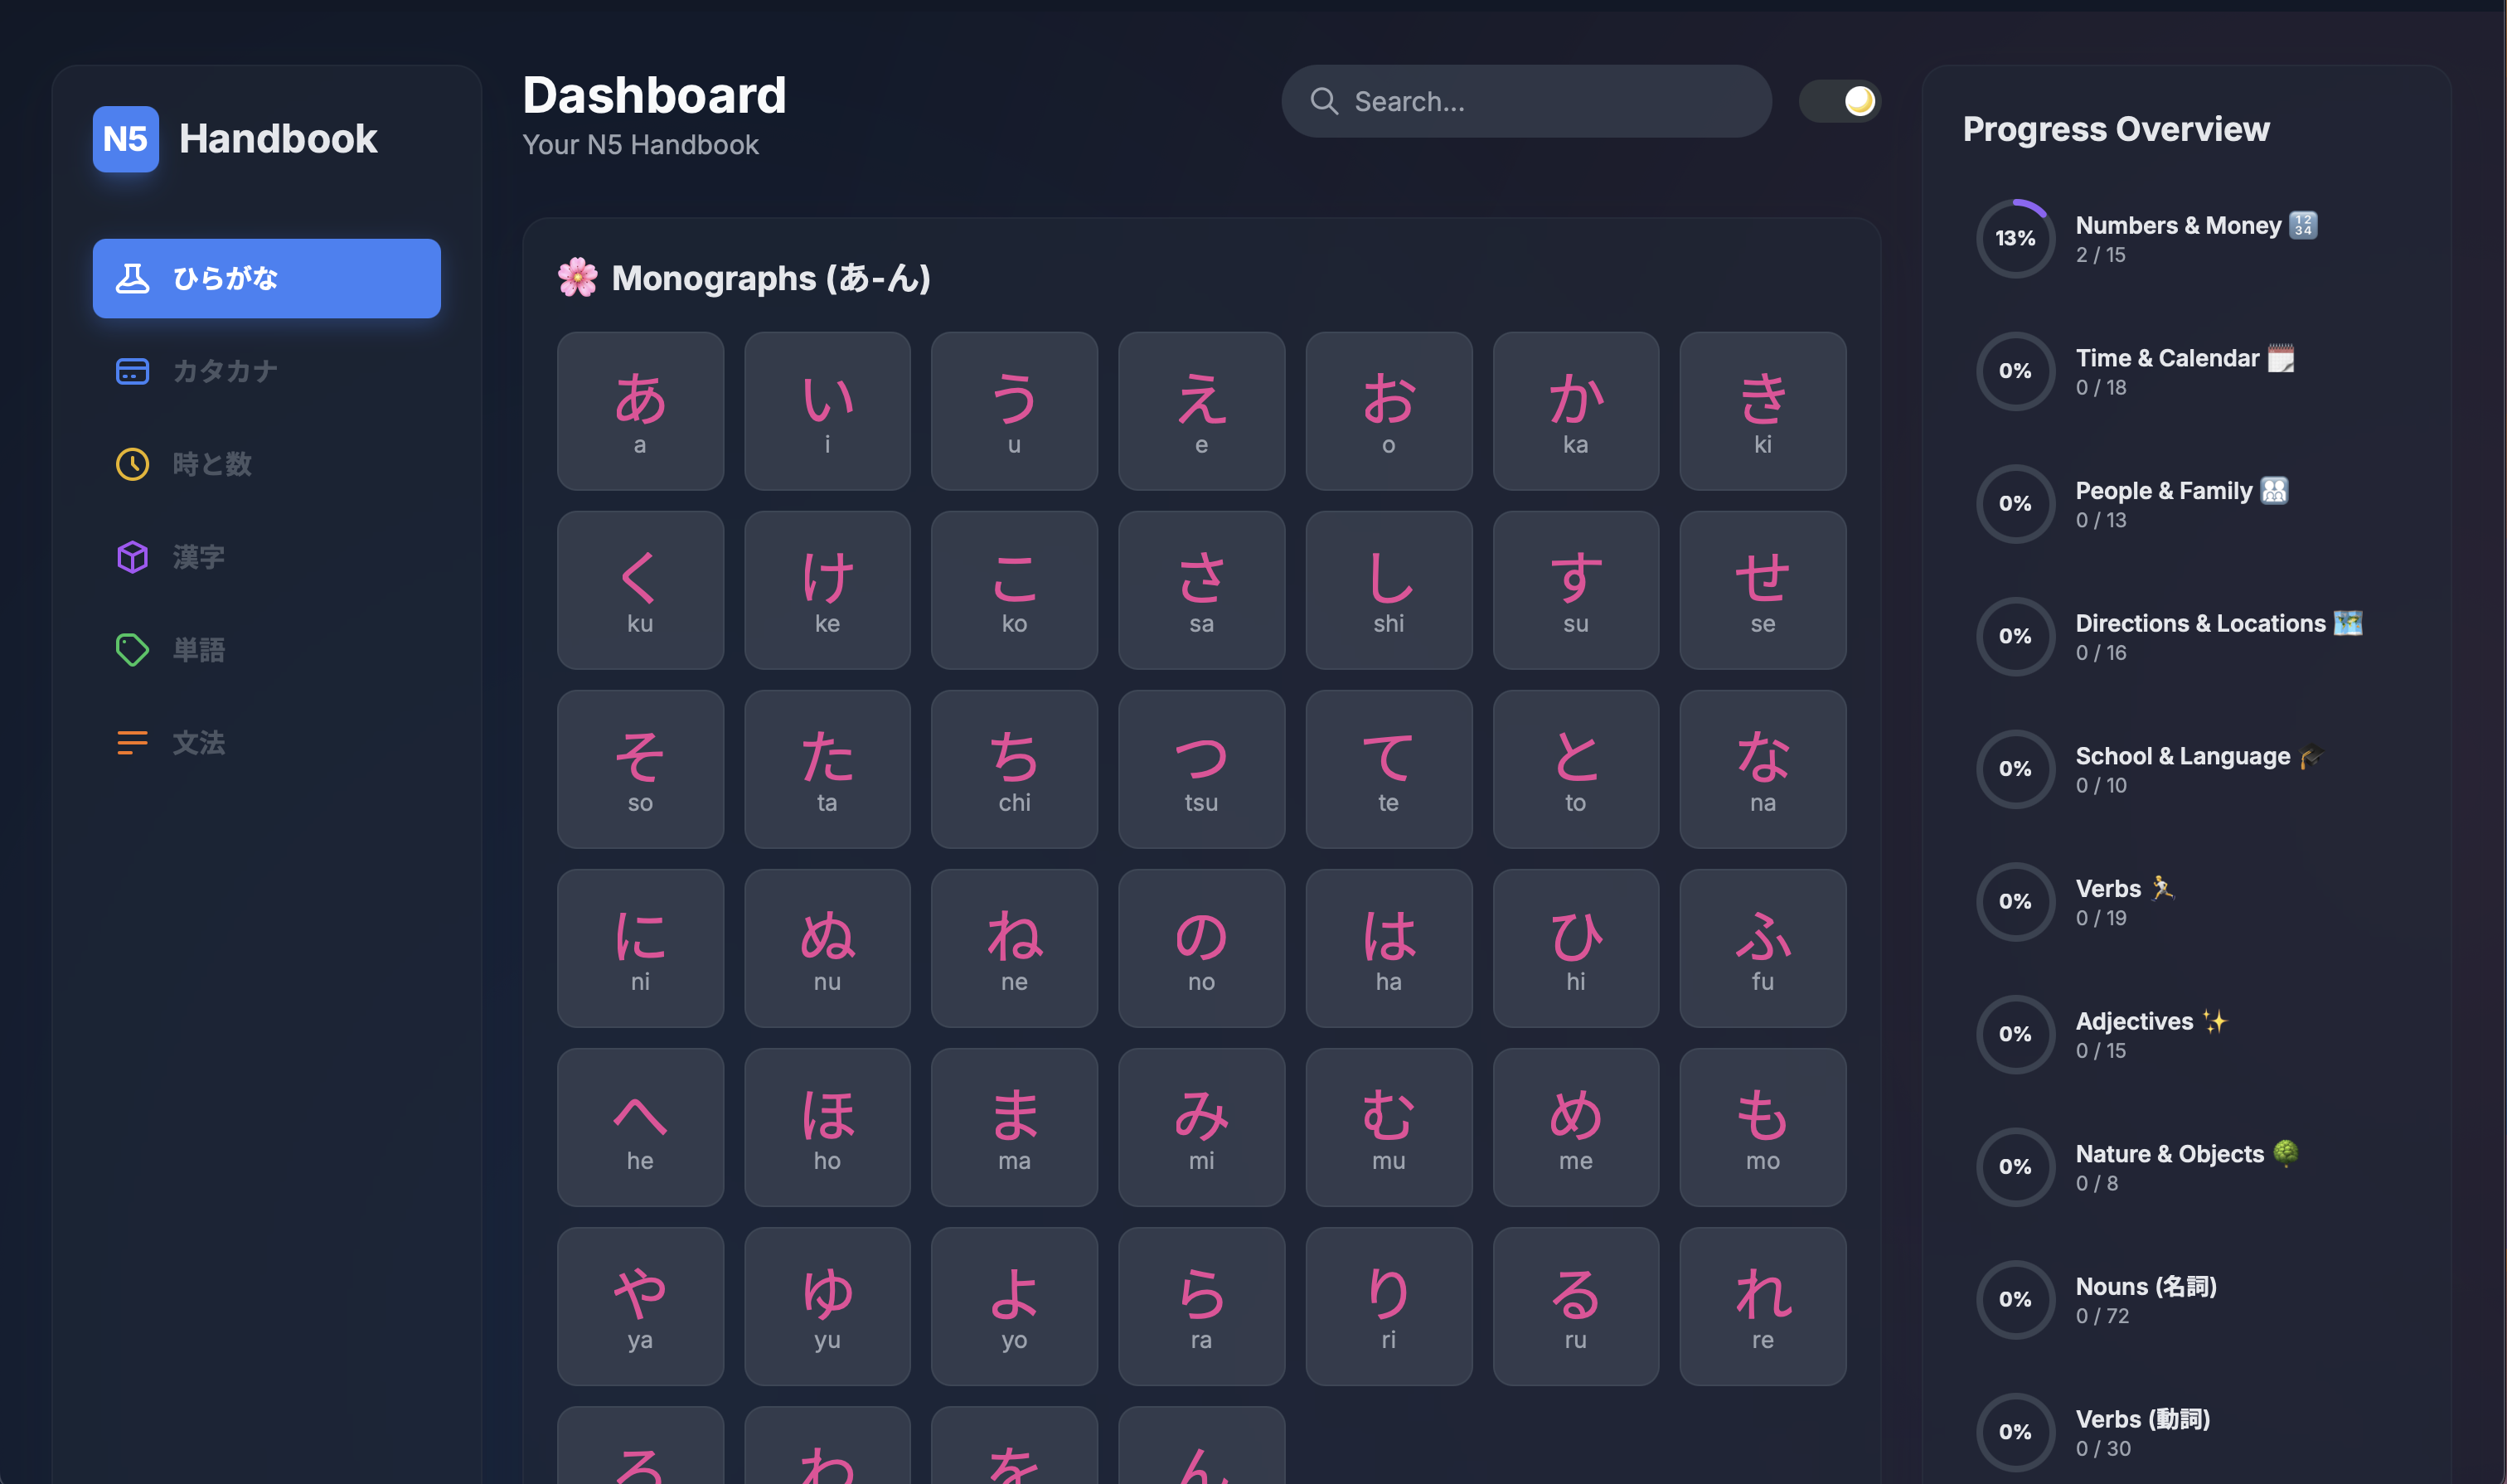 N5 Handbook
ひらがな
カタカナ
時と数
漢字
単語
文法
Dashboard
Your N5 Handbook
Search...
🌸 Monographs (あ-ん)
あ い う え お か き
a i u e o ka ki
く け こ さ し す せ
ku ke ko sa shi su se
そ た ち つ て と な
so ta chi tsu te to na
に ぬ ね の は ひ ふ
ni nu ne no ha hi fu
へ ほ ま み む め も
he ho ma mi mu me mo
や ゆ よ ら り る れ
ya yu yo ra ri ru re
ろ わ を ん
Progress Overview
13%
Numbers & Money 🔢
2 / 15
0%
Time & Calendar 🗓️
0 / 18
0%
People & Family 👪
0 / 13
0%
Directions & Locations 🗺️
0 / 16
0%
School & Language 🎓
0 / 10
0%
Verbs 🏃
0 / 19
0%
Adjectives ✨
0 / 15
0%
Nature & Objects 🌳
0 / 8
0%
Nouns (名詞)
0 / 72
0%
Verbs (動詞)
0 / 30